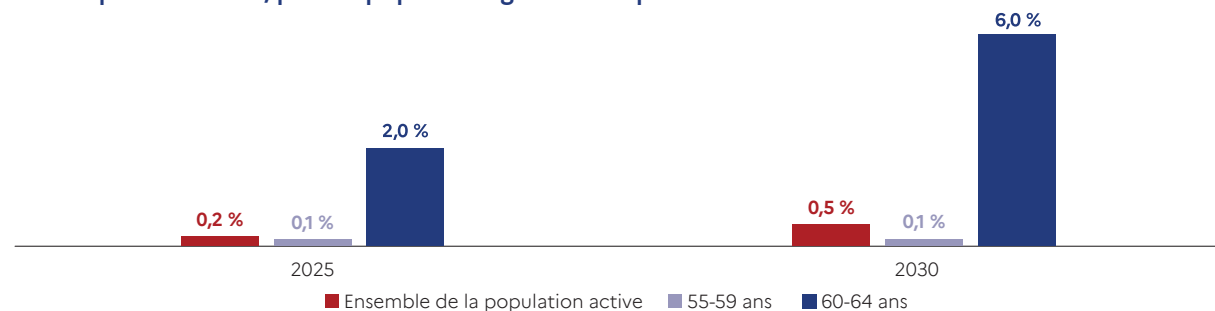 6,0 %
2,0 %
0,2 %
0,1 %
0,5 %
0,1 %
2025
2030
Ensemble de la population active
55-59 ans
60-64 ans